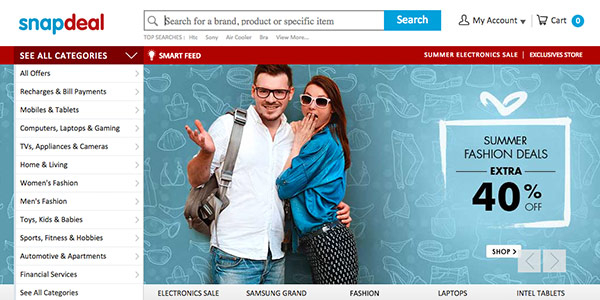 snapdeal
Search for a brand, product or specific item
Search
My Account
Cart 0
TOP SEARCHES : Htc Sony Air Cooler Bra View More...
SEE ALL CATEGORIES
SMART FEED
SUMMER ELECTRONICS SALE | EXCLUSIVES STORE
All Offers
Recharges & Bill Payments
Mobiles & Tablets
Computers, Laptops & Gaming
TVs, Appliances & Cameras
Home & Living
Women's Fashion
Men's Fashion
Toys, Kids & Babies
Sports, Fitness & Hobbies
Automotive & Apartments
Financial Services
See All Categories
SUMMER
FASHION DEALS
EXTRA
40% OFF
SHOP >
ELECTRONICS SALE
SAMSUNG GRAND
FASHION
LAPTOPS
INTEL TABLETS